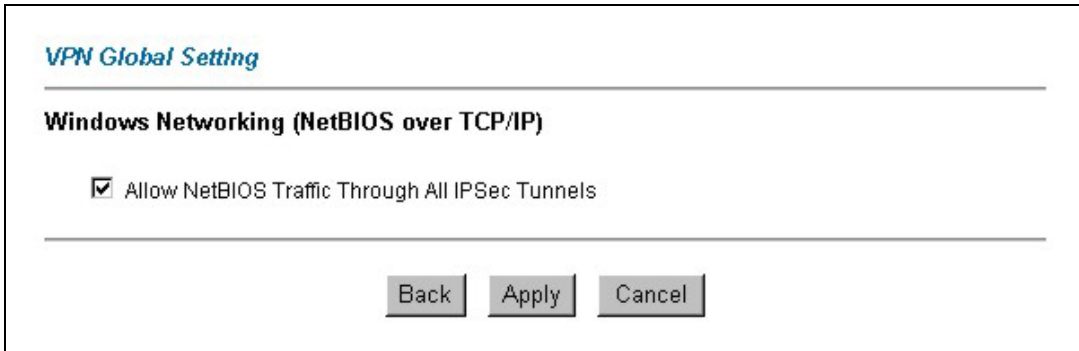 VPN Global Setting
Windows Networking (NetBIOS over TCP/IP)
Allow NetBIOS Traffic Through All IPSec Tunnels
Back Apply Cancel